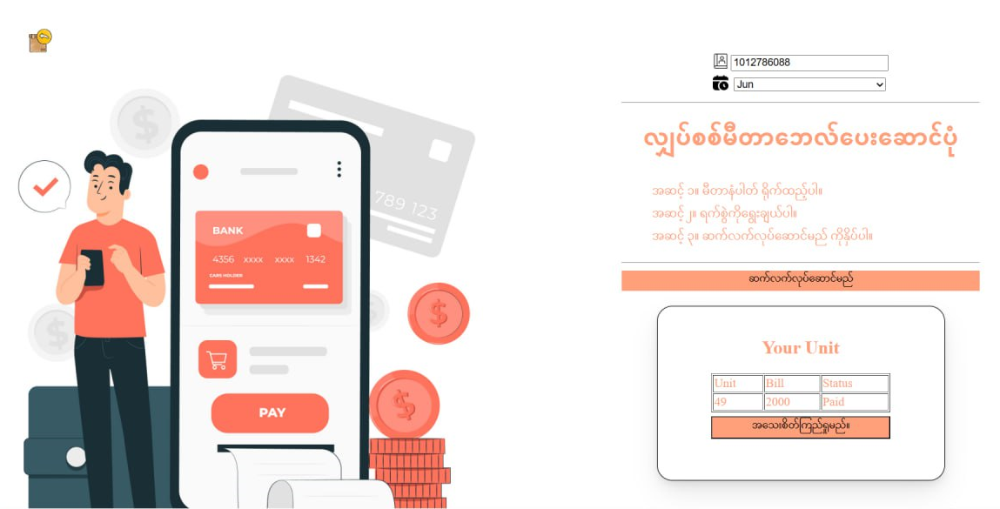 1012786088
Jun
လျှပ်စစ်မီတာဘေလ်ပေးဆောင်ပုံ
အဆင့် ၁။ မီတာနံပါတ် ရိုက်ထည့်ပါ။
အဆင့် ၂။ ရက်စွဲကိုရွေးချယ်ပါ။
အဆင့် ၃။ ဆက်လက်လုပ်ဆောင်မည် ကိုနှိပ်ပါ။
ဆက်လက်လုပ်ဆောင်မည်
Your Unit
Unit Bill Status
49 2000 Paid
အသေးစိတ်ကြည်ရှုမည်။
789 123
BANK
4356 xxxx xxxx 1342
CARS HOLDER
PAY